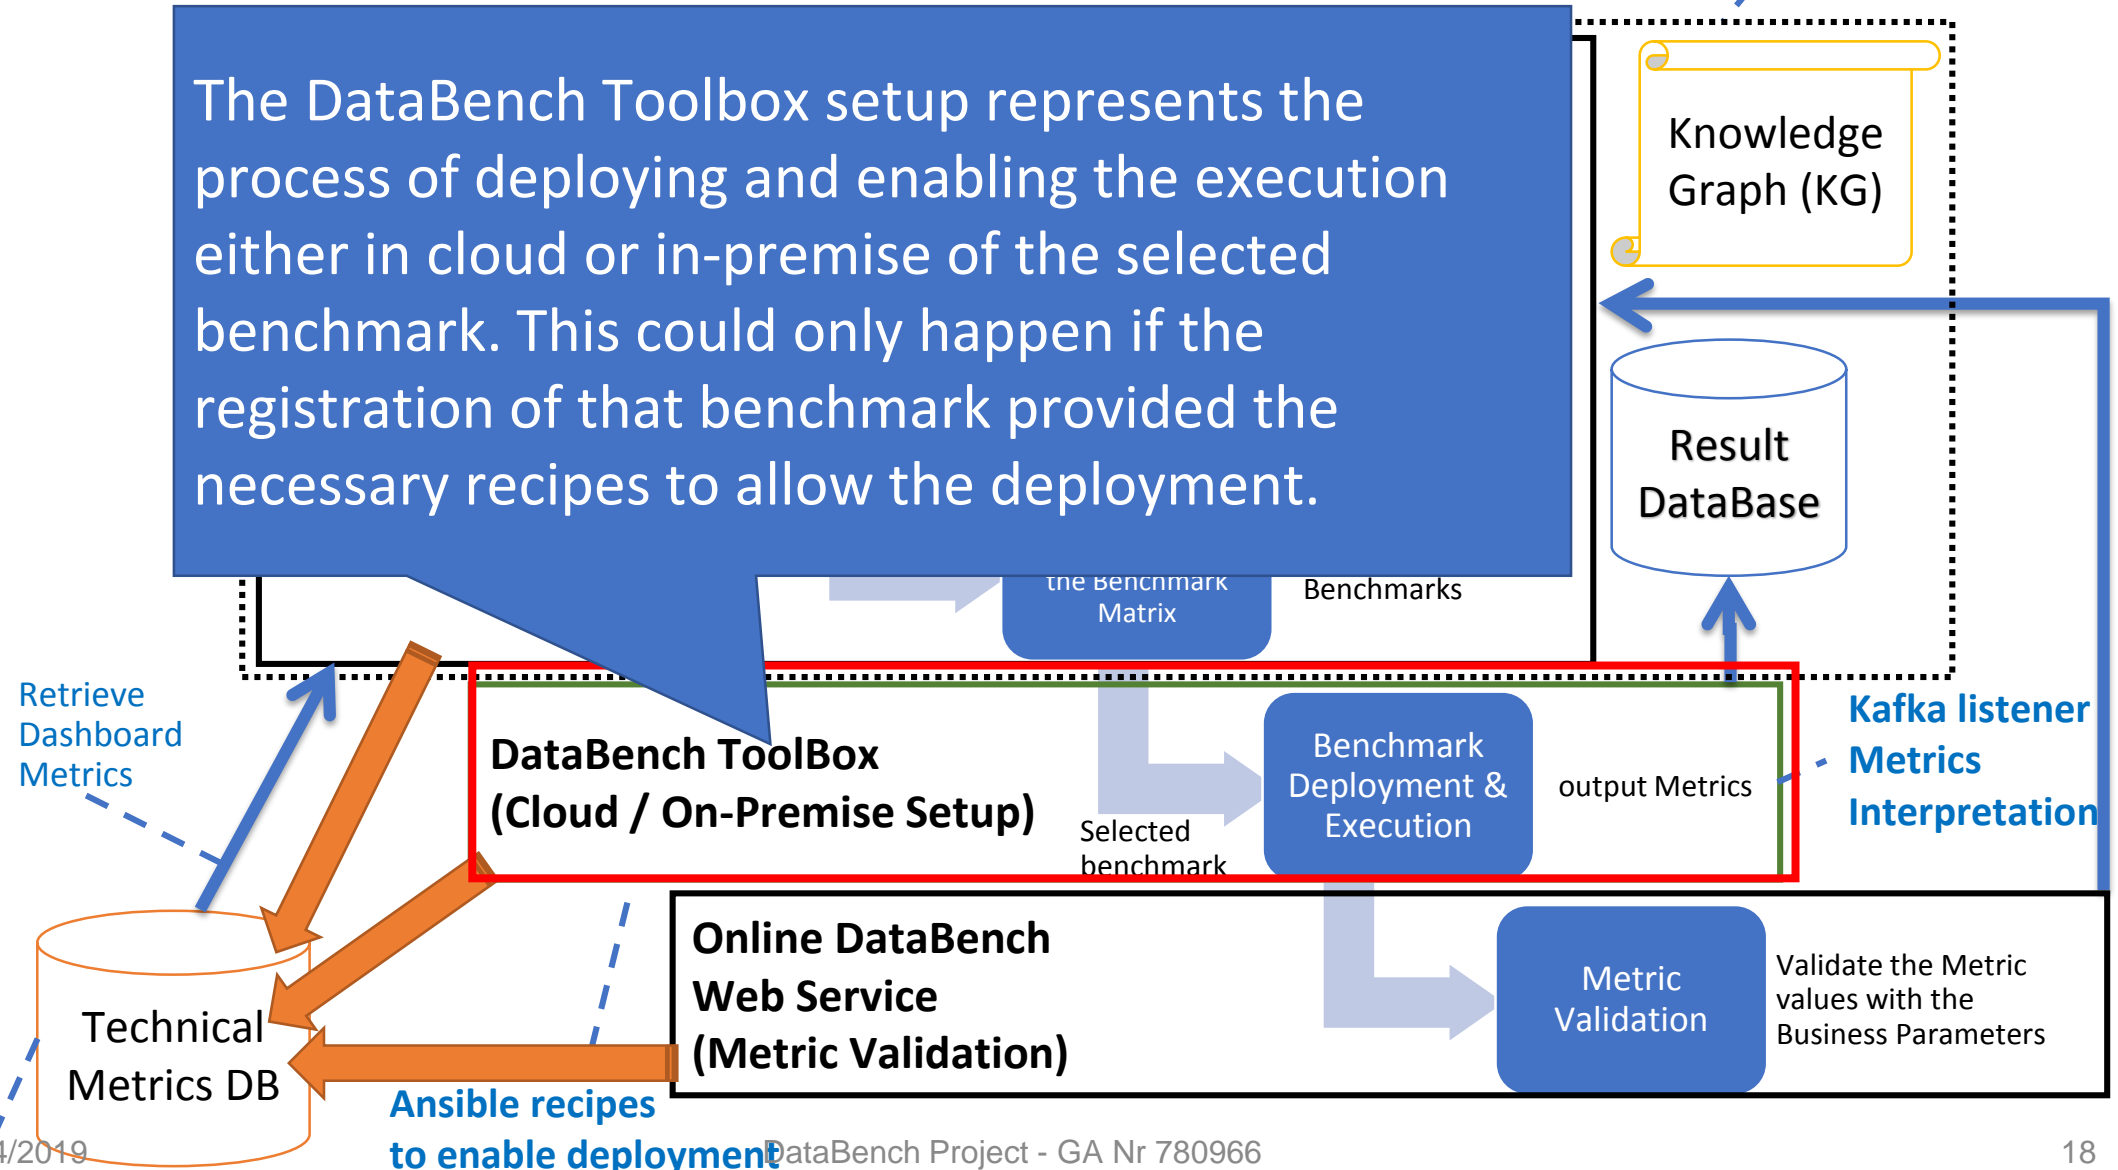 The DataBench Toolbox setup represents the
process of deploying and enabling the execution
either in cloud or in-premise of the selected
benchmark. This could only happen if the
registration of that benchmark provided the
necessary recipes to allow the deployment.
Knowledge
Graph (KG)
Result
DataBase
the Benchmark
Matrix
Benchmarks
Retrieve
Dashboard
Metrics
DataBench ToolBox
(Cloud / On-Premise Setup)
Selected
benchmark
Benchmark
Deployment &
Execution
output Metrics
Kafka listener
Metrics
Interpretation
Online DataBench
Web Service
(Metric Validation)
Metric
Validation
Validate the Metric
values with the
Business Parameters
Technical
Metrics DB
Ansible recipes
to enable deployment
4/2019
DataBench Project - GA Nr 780966
18